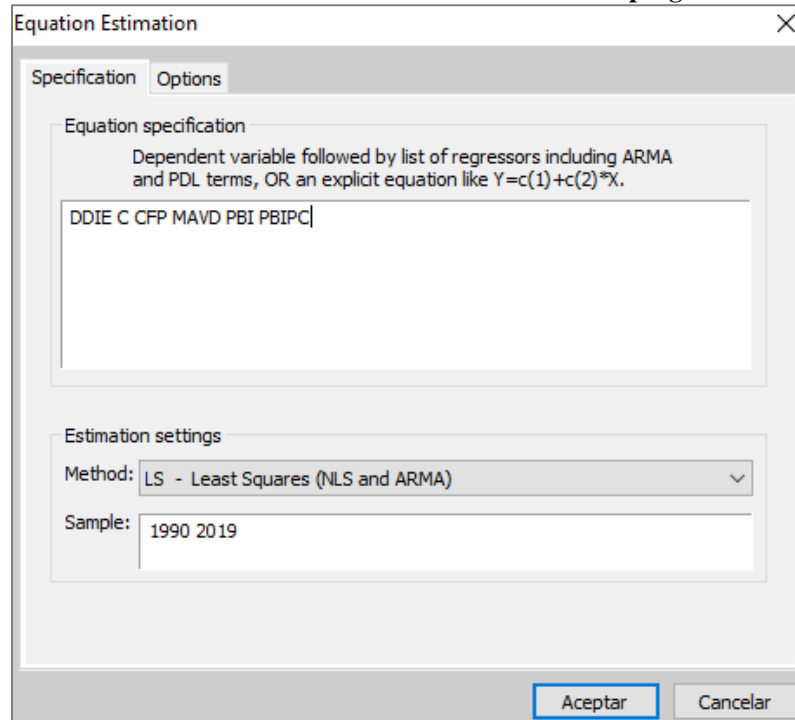 Equation Estimation
Specification Options
Equation specification
Dependent variable followed by list of regressors including ARMA
and PDL terms, OR an explicit equation like Y=c(1)+c(2)*X.
DDIE C CFP MAVD PBI PBIPC
Estimation settings
Method: LS - Least Squares (NLS and ARMA)
Sample: 1990 2019
Aceptar Cancelar